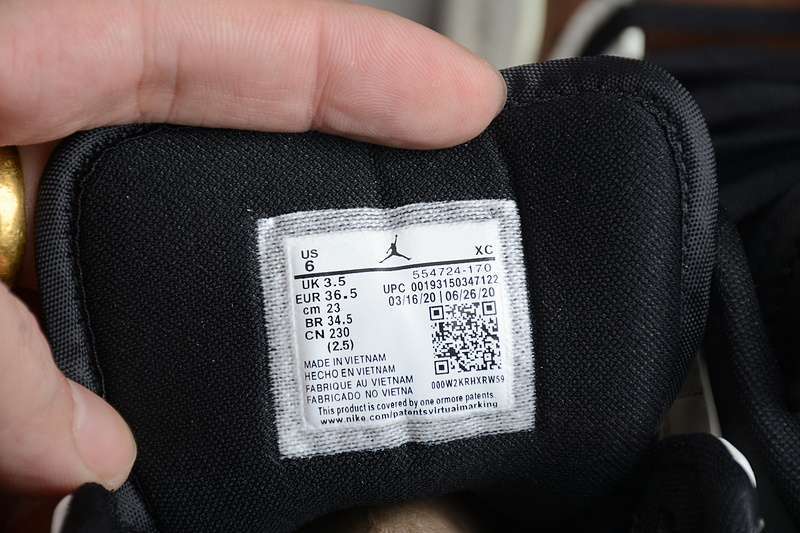 US XC
6
554724-170
UK 3.5
UPC 00193150347122
EUR 36.5
03/16/20 | 06/26/20
cm 23
BR 34.5
CN 230
(2.5)
MADE IN VIETNAM
HECHO EN VIETNAM
FABRIQUE AU VIETNAM
FABRICADO NO VIETNA
000W2KRHXRW59
This product is covered by one ormore patents.
www.nike.com/patentsvirtualmarking